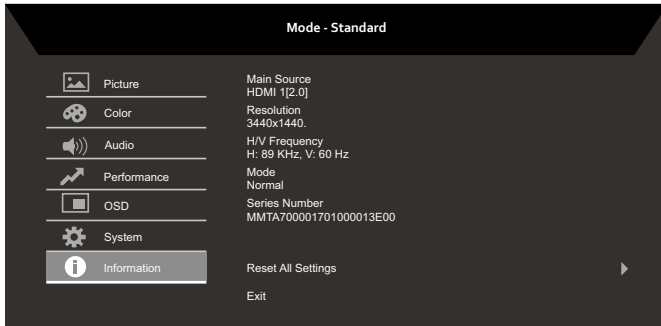 Mode - Standard
Picture
Color
Audio
Performance
OSD
System
Information
Main Source
HDMI 1[2.0]
Resolution
3440x1440.
H/V Frequency
H: 89 KHz, V: 60 Hz
Mode
Normal
Series Number
MMTA700001701000013E00
Reset All Settings
Exit